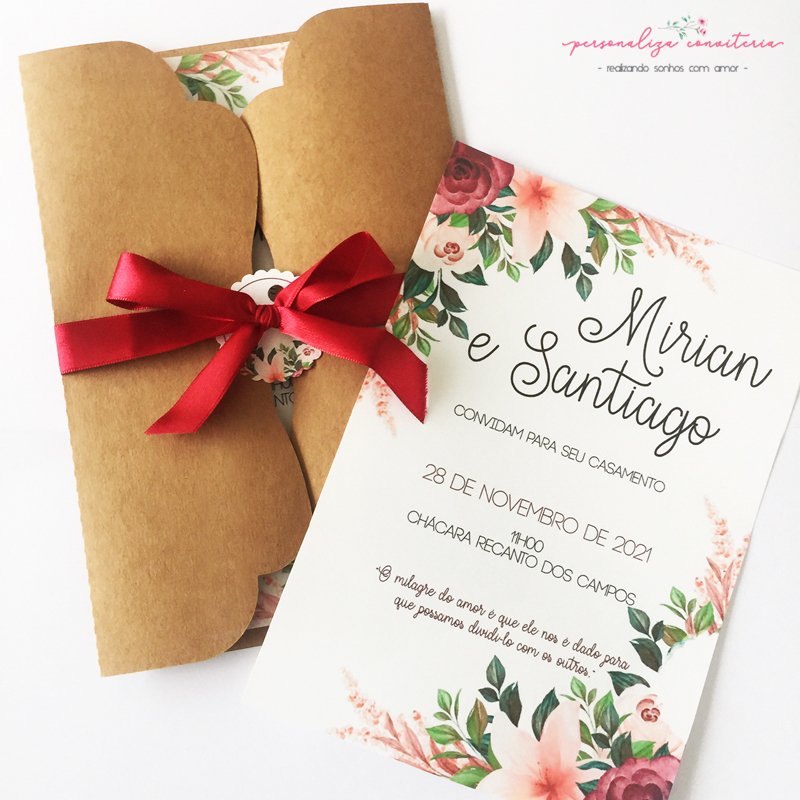 personaliza conviteria
- realizando sonhos com amor -
Mirian
e Santiago
CONVIDAM PARA SEU CASAMENTO
28 DE NOVEMBRO DE 2021
11H00
CHÁCARA RECANTO DOS CAMPOS
"O milagre do amor é que ele nos é dado para
que possamos dividi-lo com os outros."